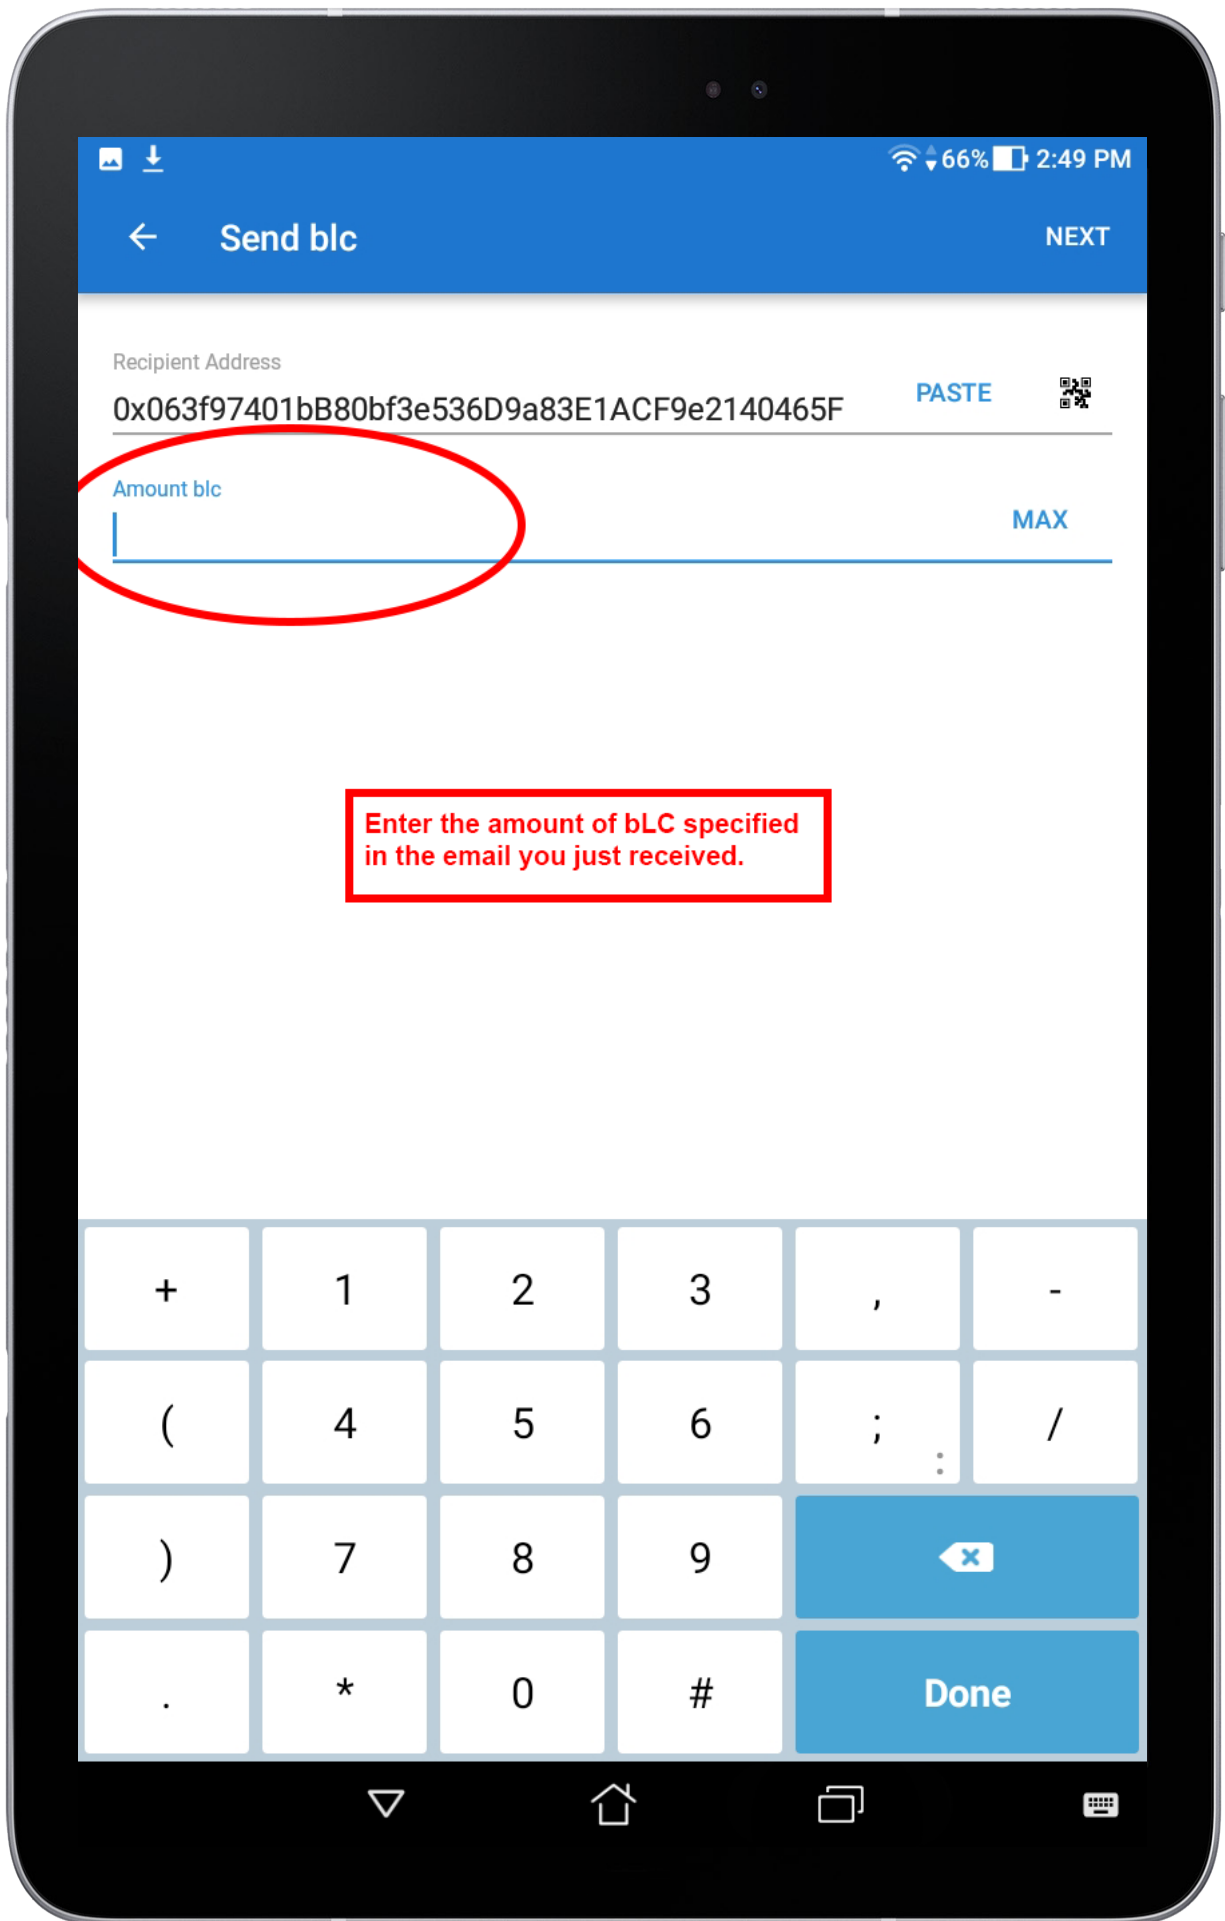 66% 2:49 PM
Send blc
NEXT
Recipient Address
0x063f97401bB80bf3e536D9a83E1ACF9e2140465F
PASTE
Amount blc
MAX
Enter the amount of bLC specified
in the email you just received.
+ 1 2 3 , -
( 4 5 6 ; : /
) 7 8 9
. * 0 # Done